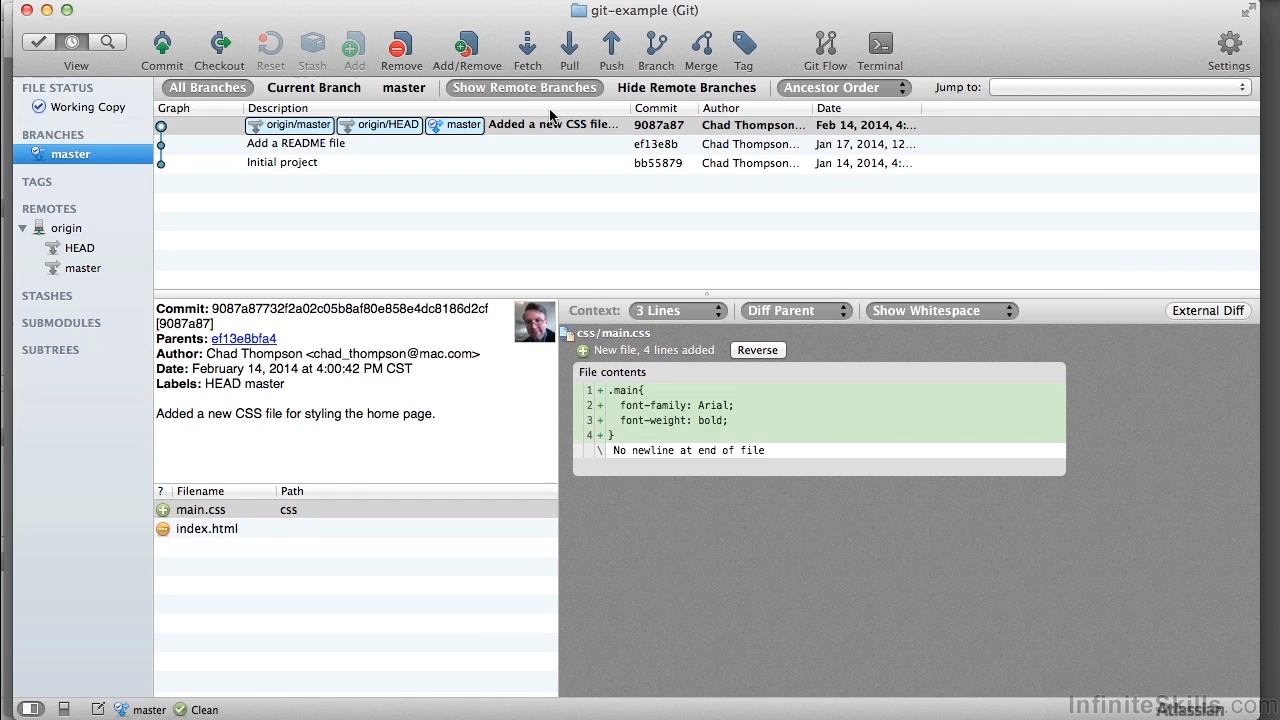 git-example (Git)
View Commit Checkout Reset Stash Add Remove Add/Remove Fetch Pull Push Branch Merge Tag Git Flow Terminal Settings
FILE STATUS
Working Copy
BRANCHES
master
TAGS
REMOTES
origin
HEAD
master
STASHES
SUBMODULES
SUBTREES
All Branches Current Branch master Show Remote Branches Hide Remote Branches Ancestor Order Jump to:
Graph Description Commit Author Date
origin/master origin/HEAD master Added a new CSS file... 9087a87 Chad Thompson... Feb 14, 2014, 4:...
Add a README file ef13e8b Chad Thompson... Jan 17, 2014, 12...
Initial project bb55879 Chad Thompson... Jan 14, 2014, 4:...
Commit: 9087a87732f2a02c05b8af80e858e4dc8186d2cf
[9087a87]
Parents: ef13e8bfa4
Author: Chad Thompson <chad_thompson@mac.com>
Date: February 14, 2014 at 4:00:42 PM CST
Labels: HEAD master
Added a new CSS file for styling the home page.
? Filename Path
main.css css
index.html
Context: 3 Lines Diff Parent Show Whitespace External Diff
css/main.css
New file, 4 lines added Reverse
File contents
1 + .main{
2 + font-family: Arial;
3 + font-weight: bold;
4 + }
\ No newline at end of file
master Clean
Atlassian
InfiniteSkills.com